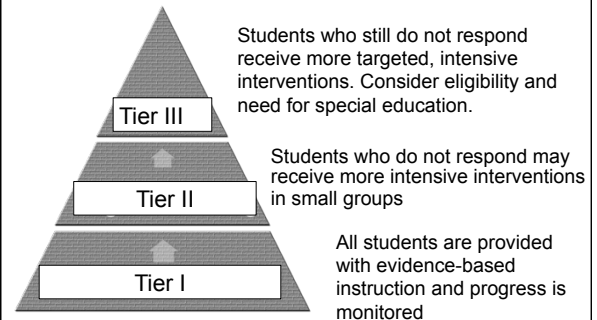 Students who still do not respond
receive more targeted, intensive
interventions. Consider eligibility and
need for special education.
Tier III
Students who do not respond may
receive more intensive interventions
in small groups
Tier II
All students are provided
with evidence-based
instruction and progress is
monitored
Tier I